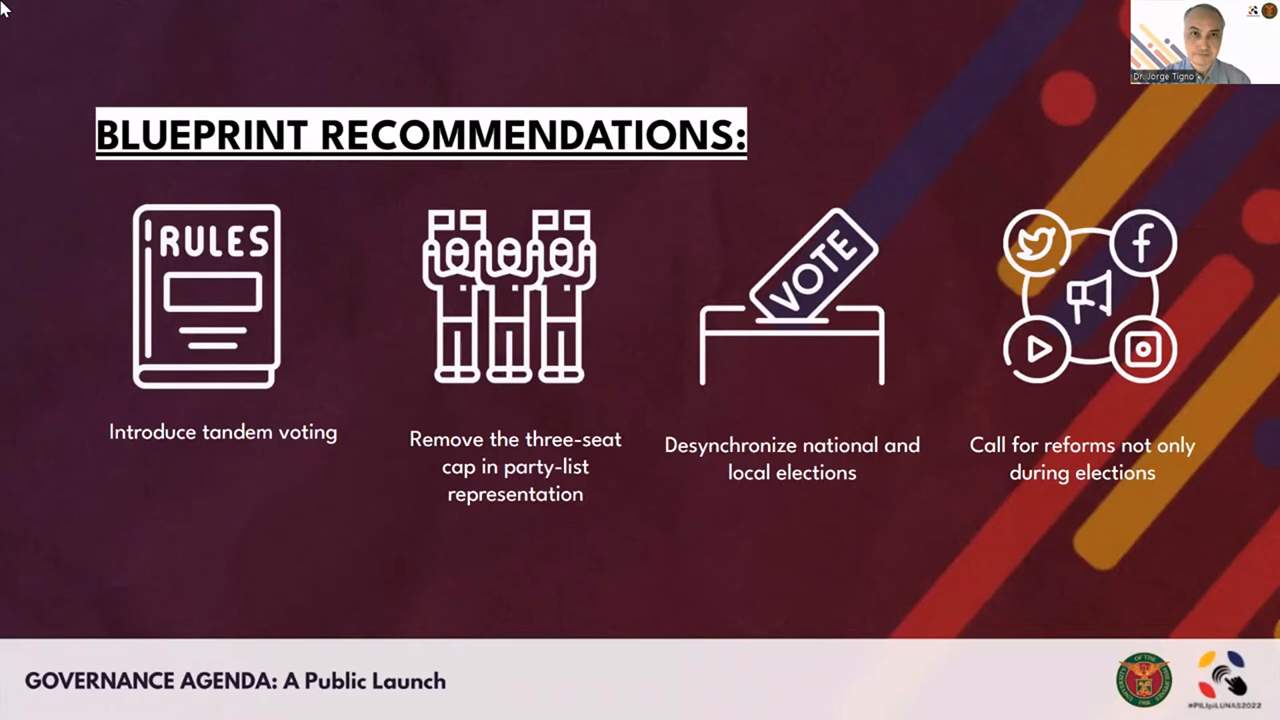 Dr. Jorge Tigno
BLUEPRINT RECOMMENDATIONS:
RULES
VOTE
Introduce tandem voting
Remove the three-seat
cap in party-list
representation
Desynchronize national and
local elections
Call for reforms not only
during elections
GOVERNANCE AGENDA: A Public Launch
#PILIpiLUNAS2022